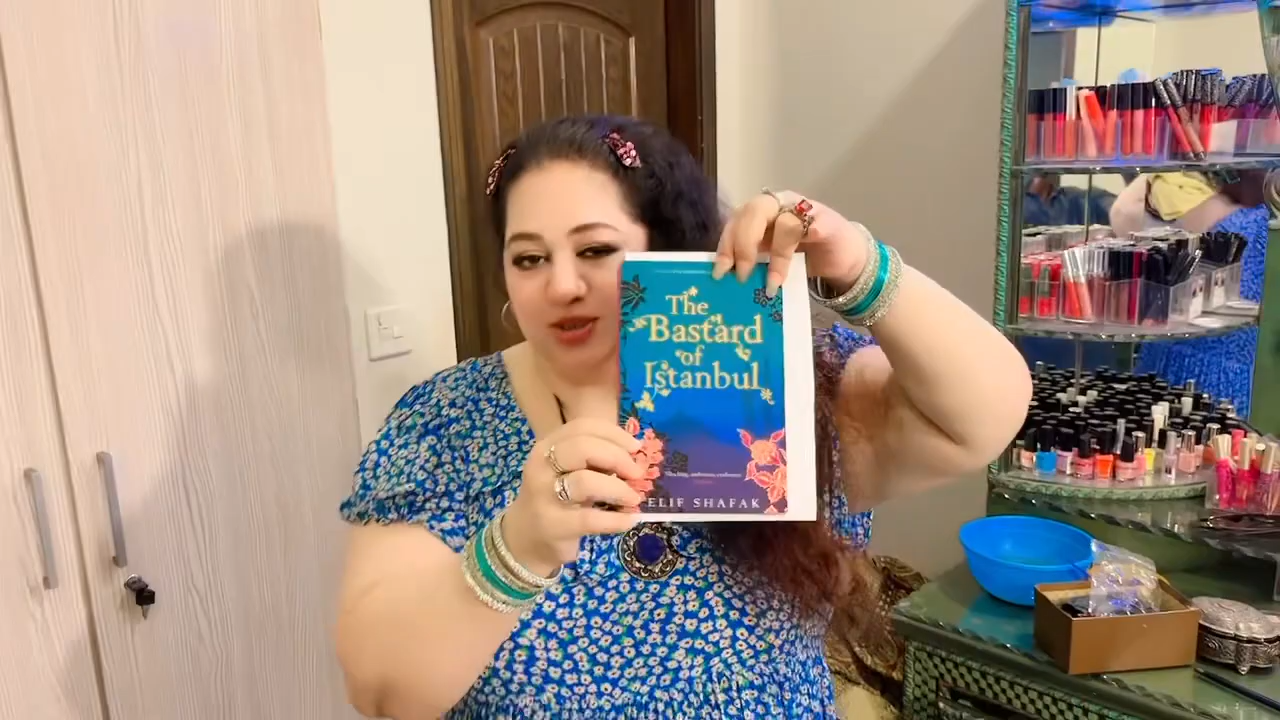 The
Bastard
of
Istanbul
ELIF SHAFAK